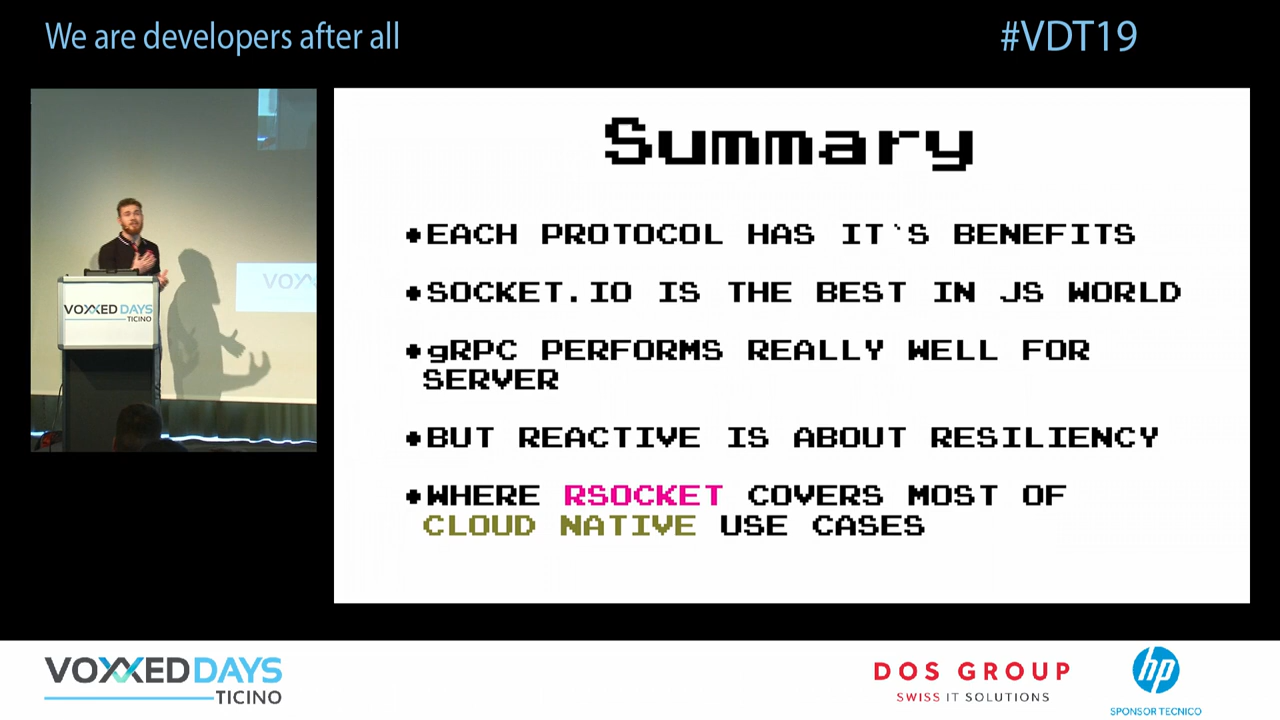 We are developers after all
#VDT19
VOXXED DAYS
TICINO
Summary
•EACH PROTOCOL HAS IT`S BENEFITS
•SOCKET.IO IS THE BEST IN JS WORLD
•gRPC PERFORMS REALLY WELL FOR
SERVER
•BUT REACTIVE IS ABOUT RESILIENCY
•WHERE RSOCKET COVERS MOST OF
CLOUD NATIVE USE CASES
VOXXED DAYS
TICINO
DOS GROUP
SWISS IT SOLUTIONS
hp
SPONSOR TECNICO